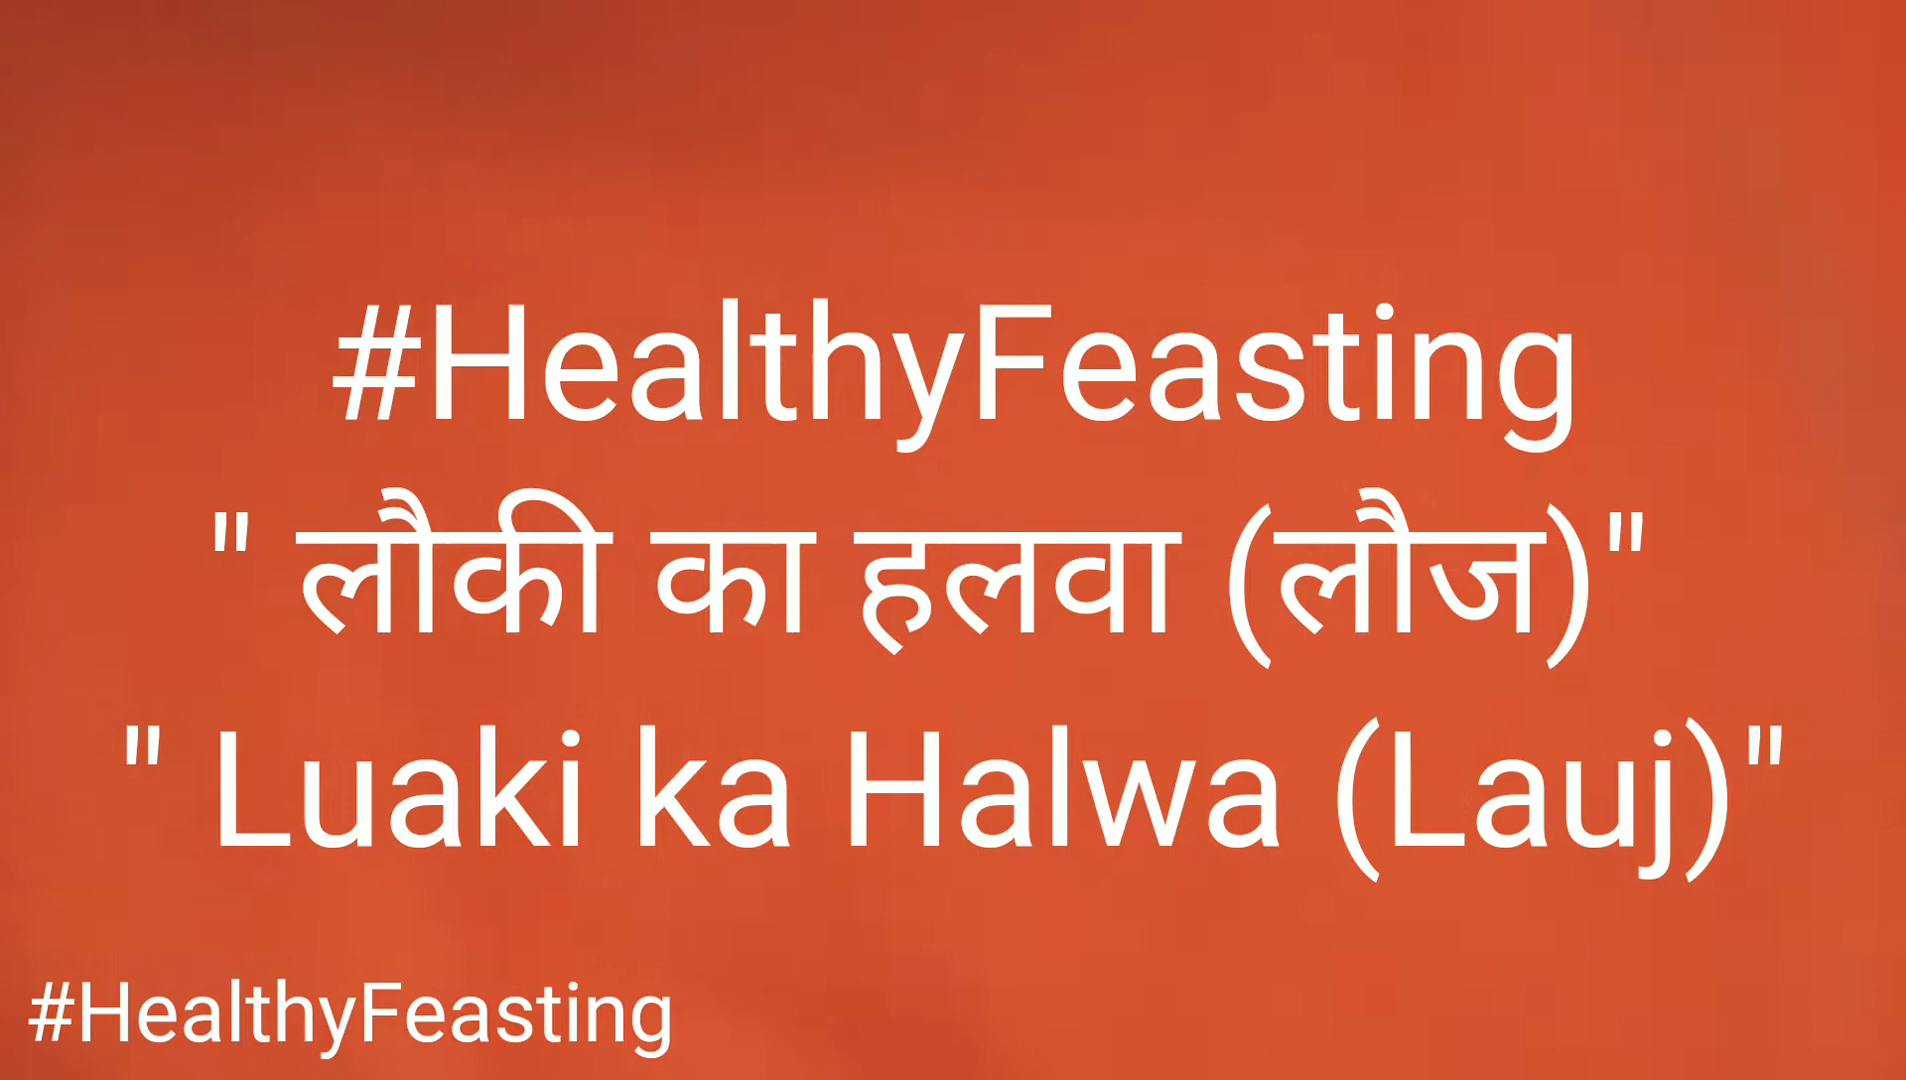 #HealthyFeasting
" लौकी का हलवा (लौज)"
" Luaki ka Halwa (Lauj)"
#HealthyFeasting